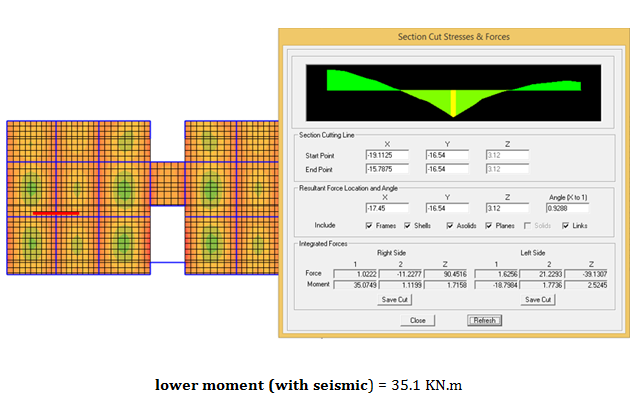 Section Cut Stresses & Forces
Section Cutting Line
X Y Z
Start Point -19.1125 -16.54 3.12
End Point -15.7875 -16.54 3.12
Resultant Force Location and Angle
X Y Z Angle (X to 1)
-17.45 -16.54 3.12 0.9288
Include Frames Shells Asolids Planes Solids Links
Integrated Forces
Right Side Left Side
1 2 Z 1 2 Z
Force 1.0222 -11.2277 90.4516 1.6256 21.2293 -39.1307
Moment 35.0749 1.1199 1.7158 -18.7984 1.7736 2.5245
Save Cut Save Cut
Close Refresh
lower moment (with seismic) = 35.1 KN.m